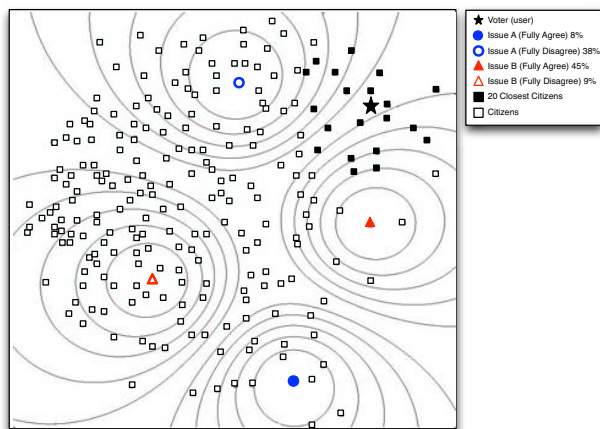 Voter (user)
Issue A (Fully Agree) 8%
Issue A (Fully Disagree) 38%
Issue B (Fully Agree) 45%
Issue B (Fully Disagree) 9%
20 Closest Citizens
Citizens